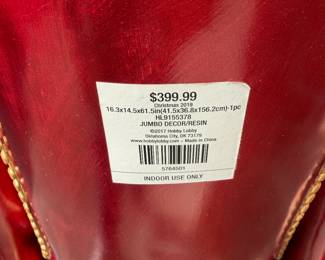 $399.99
Christmas 2019
16.3x14.5x61.5in(41.5x36.8x156.2cm)-1pc
HL9155378
JUMBO DECOR/RESIN
©2017 Hobby Lobby
Oklahoma City, OK 73179
www.hobbylobby.com • Made in China
5764501
INDOOR USE ONLY